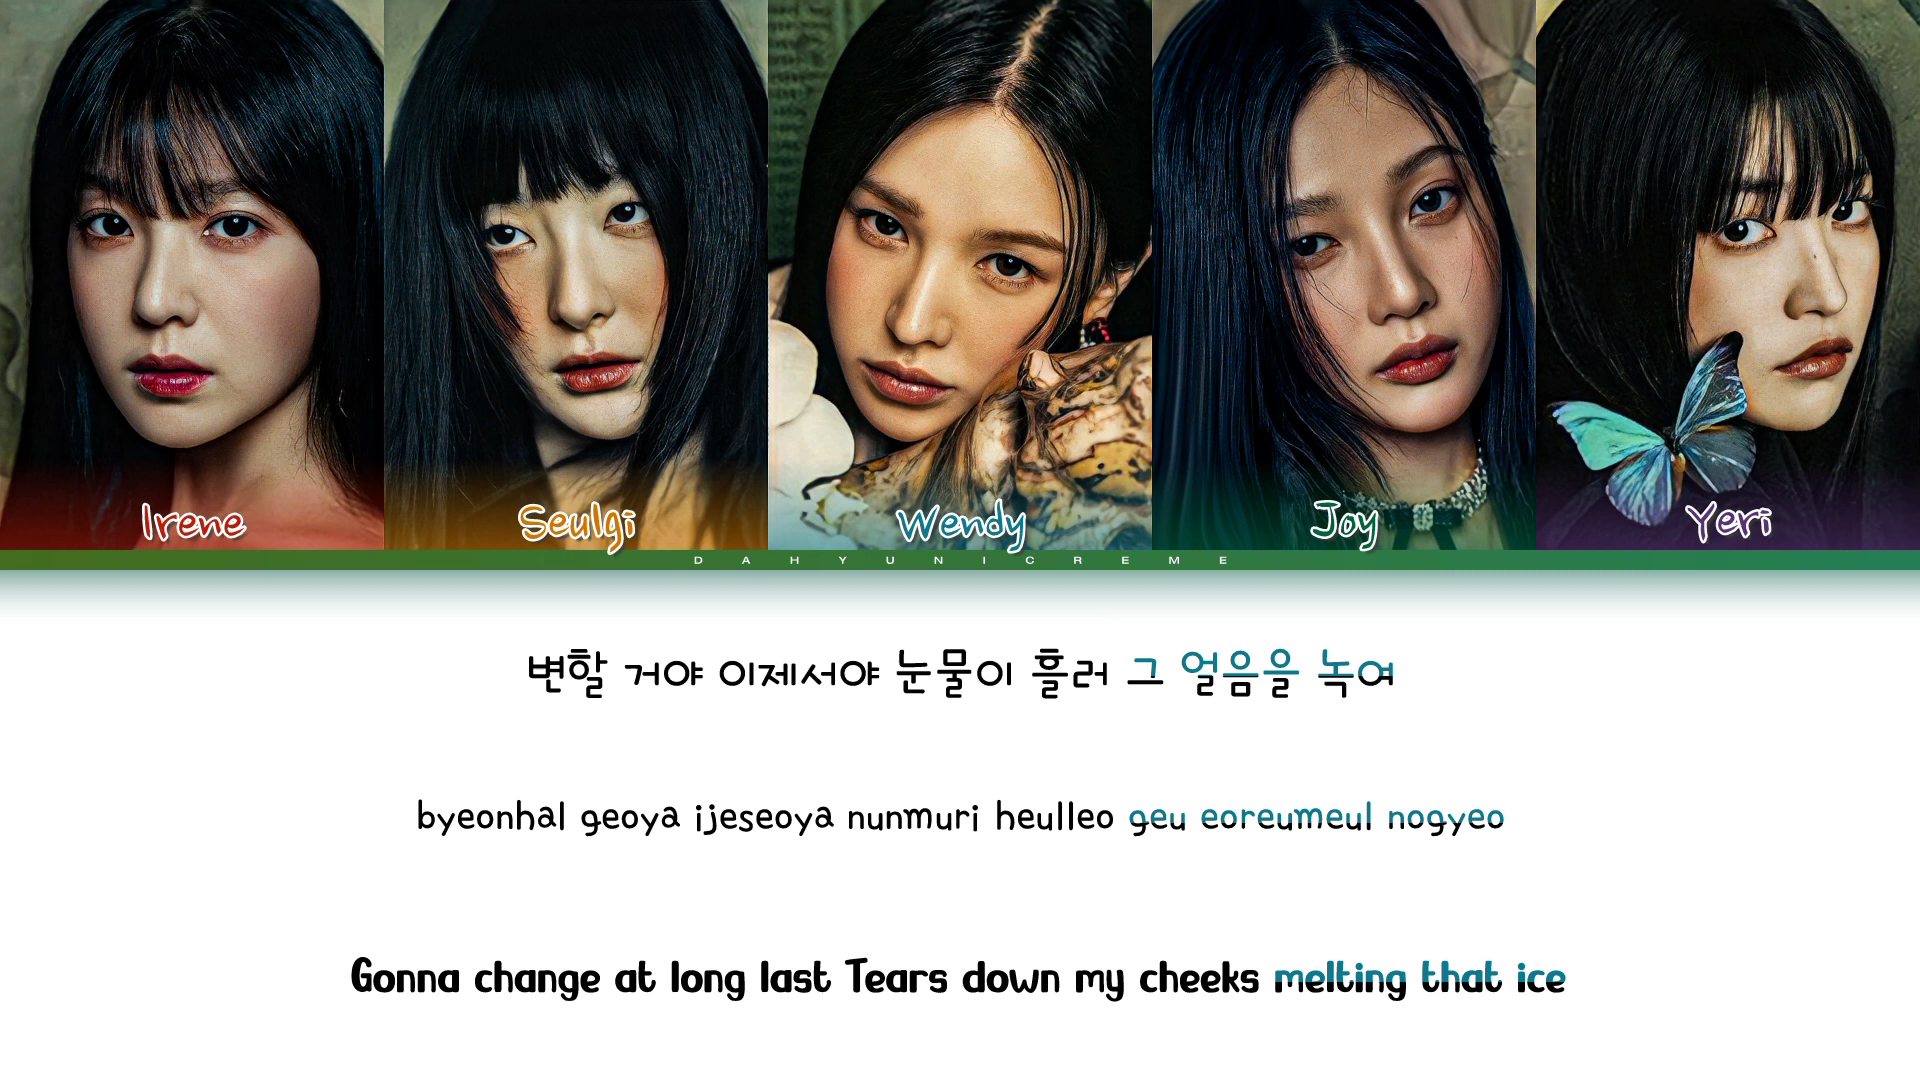 Irene
Seulgi
Wendy
Joy
Yeri
DAHYUNICREME
변할 거야 이제서야 눈물이 흘러 그 얼음을 녹여
byeonhal geoya ijeseoya nunmuri heulleo geu eoreumeul nogyeo
Gonna change at long last Tears down my cheeks melting that ice